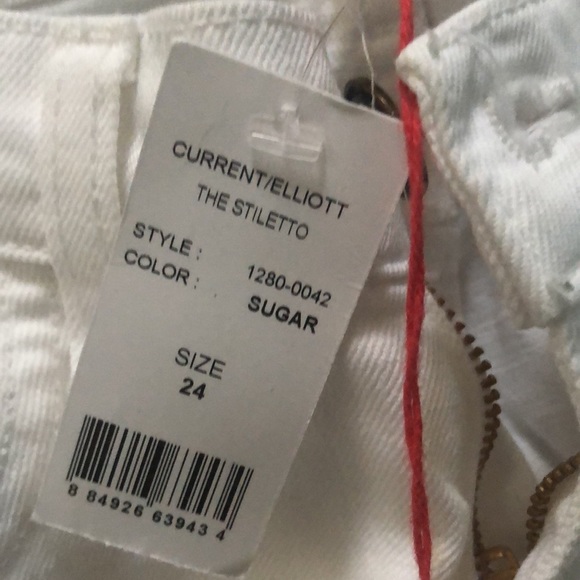 CURRENT/ELLIOTT
THE STILETTO
STYLE : 1280-0042
COLOR : SUGAR
SIZE
24
8 84926 63943 4